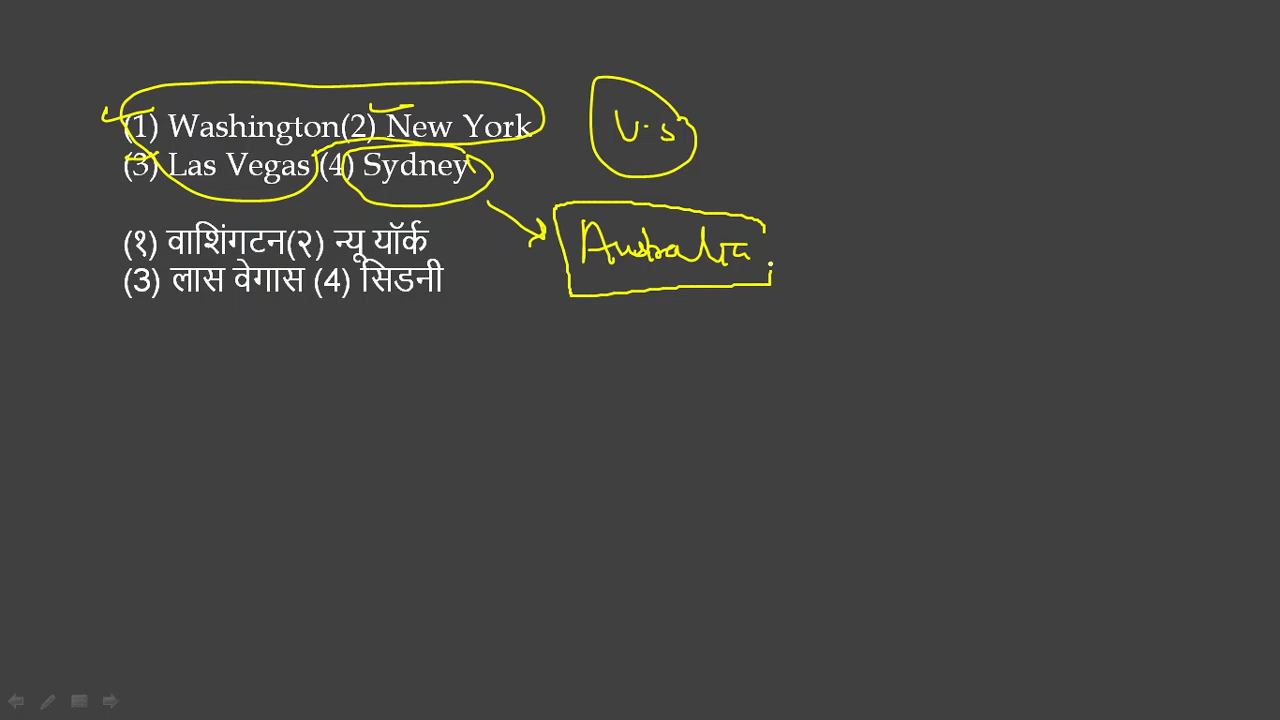 (1) Washington(2) New York
(3) Las Vegas (4) Sydney
U.S
Australia
(१) वाशिंगटन(२) न्यू यॉर्क
(3) लास वेगास (4) सिडनी